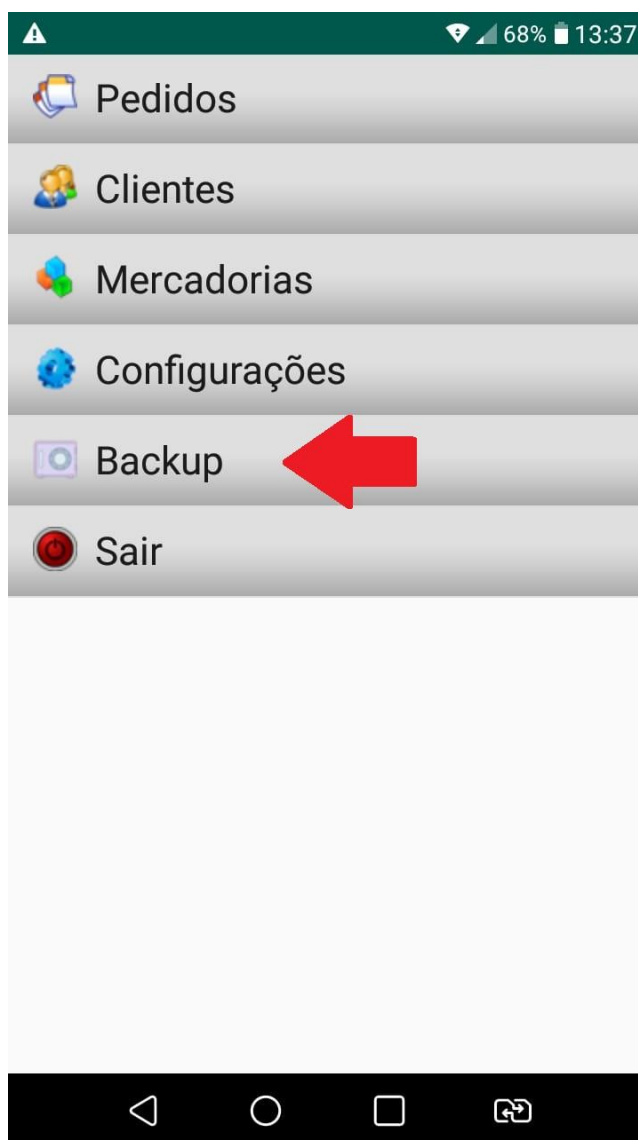 68% 13:37
Pedidos
Clientes
Mercadorias
Configurações
Backup
Sair